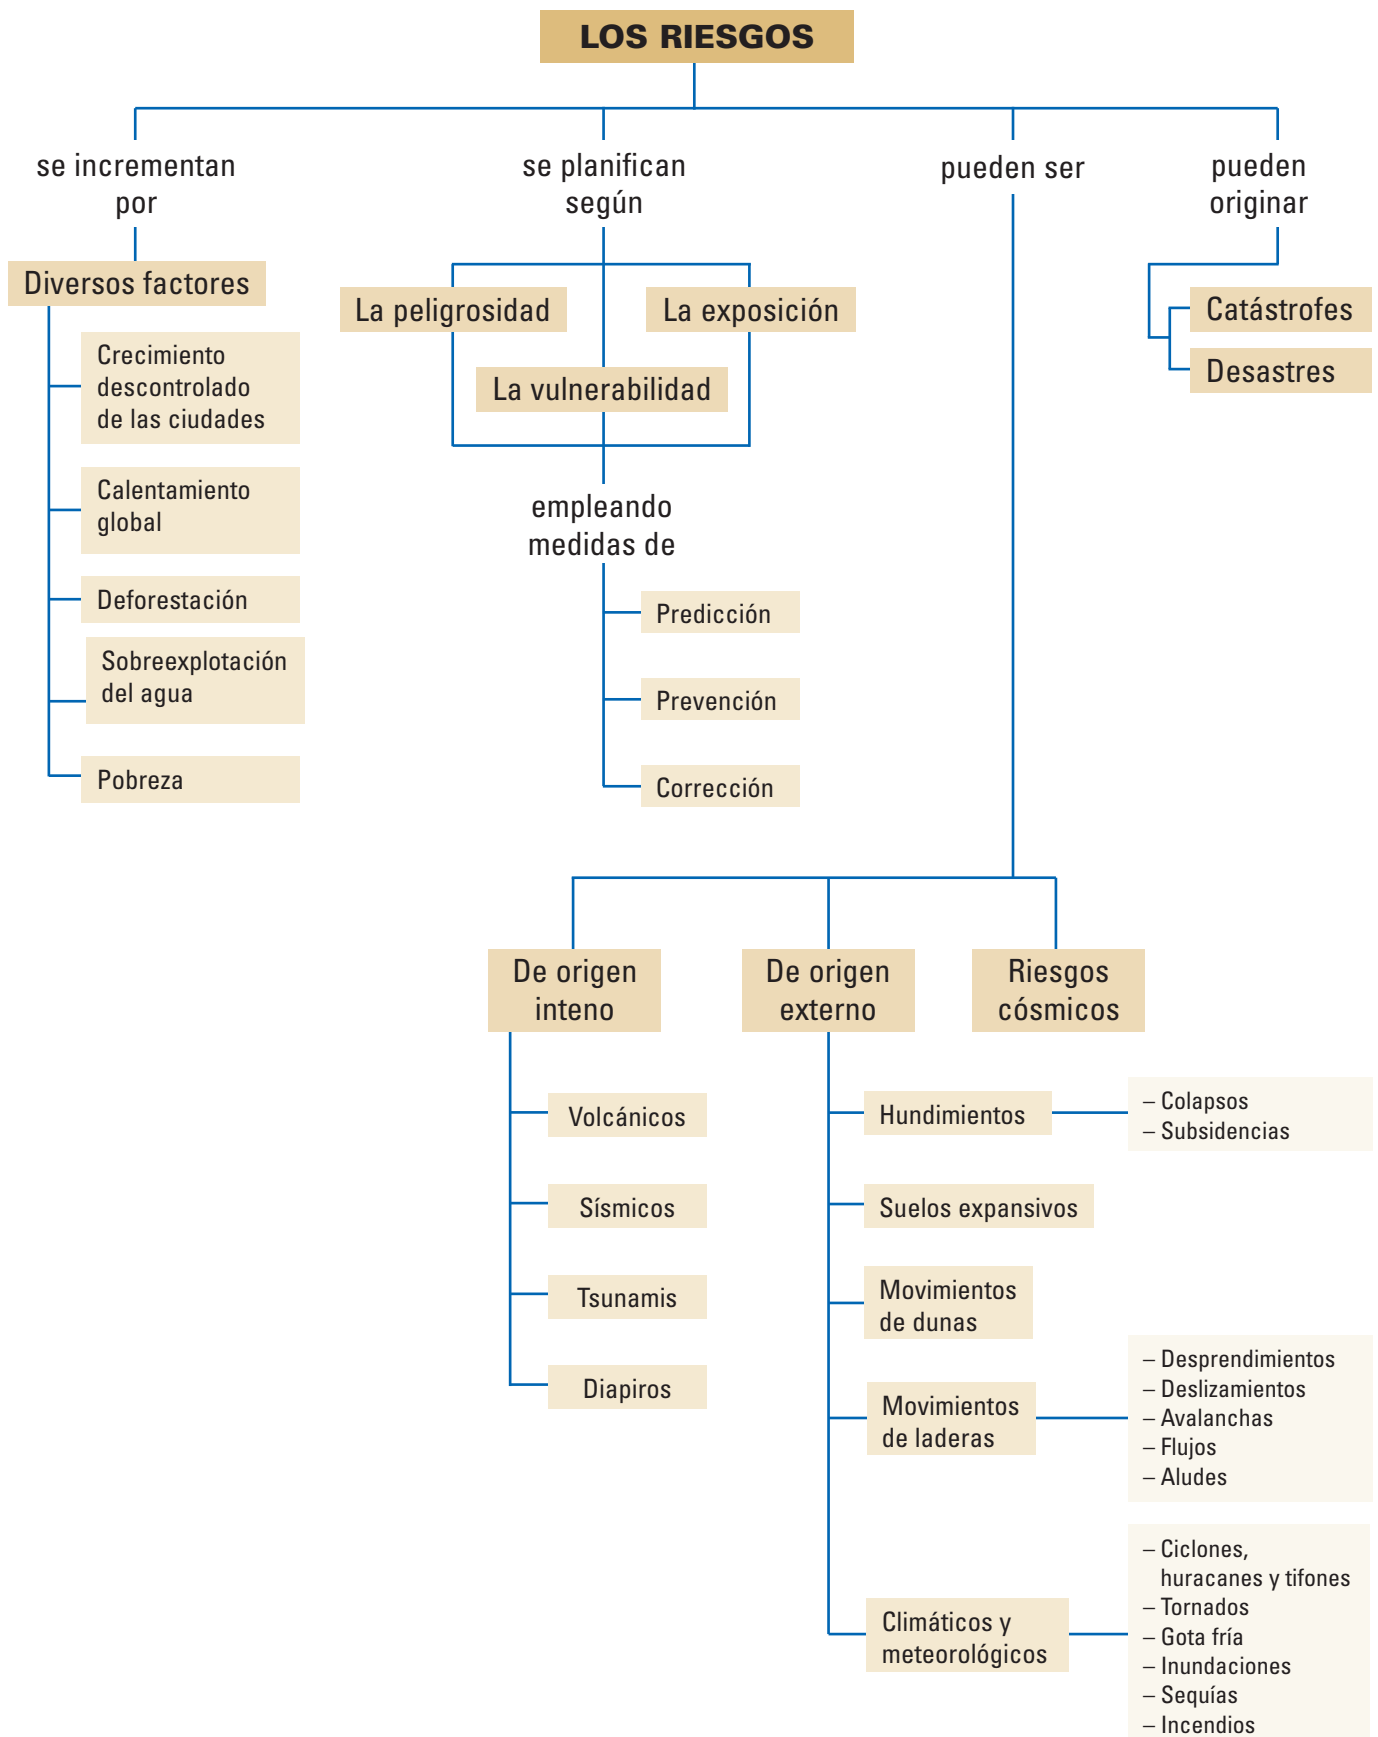 LOS RIESGOS
se incrementan
por
Diversos factores
Crecimiento
descontrolado
de las ciudades
Calentamiento
global
Deforestación
Sobreexplotación
del agua
Pobreza
se planifican
según
La peligrosidad
La exposición
La vulnerabilidad
empleando
medidas de
Predicción
Prevención
Corrección
pueden ser
De origen
inteno
Volcánicos
Sísmicos
Tsunamis
Diapiros
De origen
externo
Hundimientos
– Colapsos
– Subsidencias
Suelos expansivos
Movimientos
de dunas
Movimientos
de laderas
– Desprendimientos
– Deslizamientos
– Avalanchas
– Flujos
– Aludes
Climáticos y
meteorológicos
– Ciclones,
huracanes y tifones
– Tornados
– Gota fría
– Inundaciones
– Sequías
– Incendios
Riesgos
cósmicos
pueden
originar
Catástrofes
Desastres